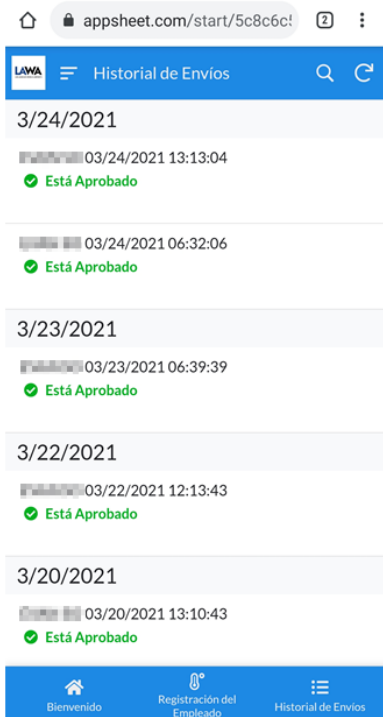 appsheet.com/start/5c8c6c!
2
LAWA
Historial de Envíos
3/24/2021
03/24/2021 13:13:04
Está Aprobado
03/24/2021 06:32:06
Está Aprobado
3/23/2021
03/23/2021 06:39:39
Está Aprobado
3/22/2021
03/22/2021 12:13:43
Está Aprobado
3/20/2021
03/20/2021 13:10:43
Está Aprobado
Bienvenido
Registración del
Empleado
Historial de Envíos